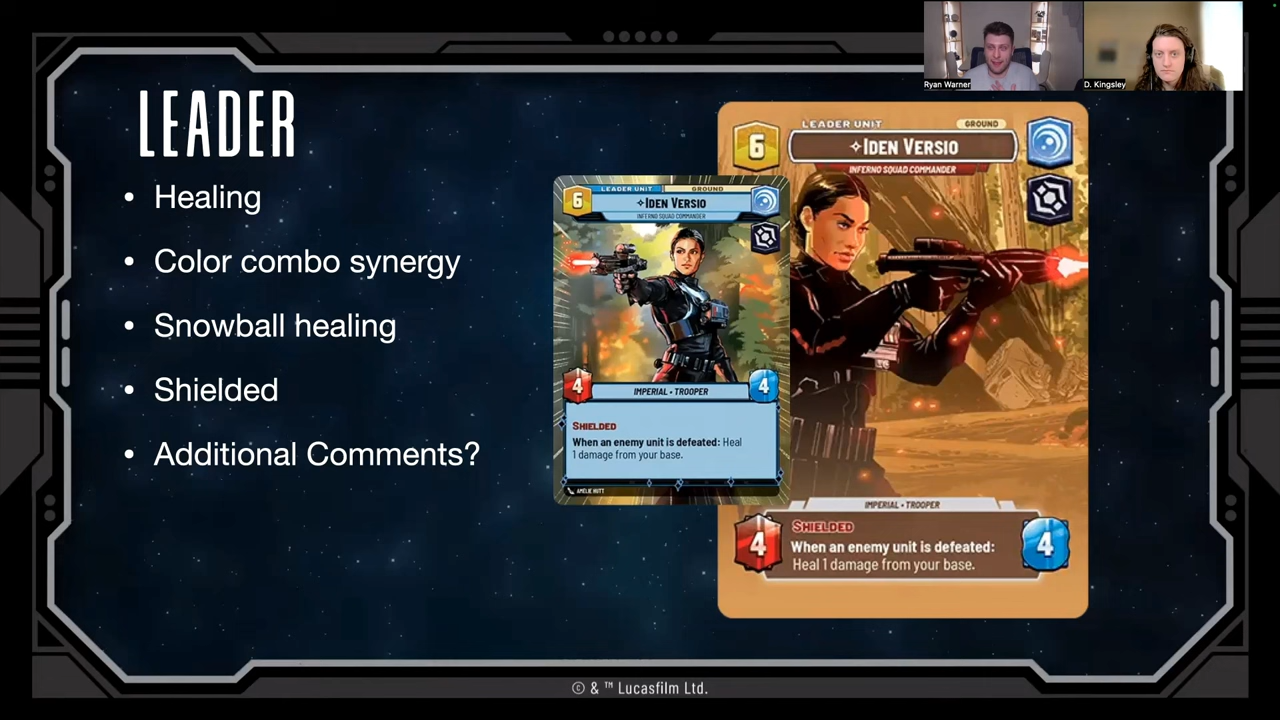 Ryan Warner
D. Kingsley
LEADER
• Healing
• Color combo synergy
• Snowball healing
• Shielded
• Additional Comments?
LEADER UNIT
GROUND
6
IDEN VERSIO
INFERNO SQUAD COMMANDER
4
IMPERIAL • TROOPER
4
SHIELDED
When an enemy unit is defeated: Heal
1 damage from your base.
AMÉLIE HUTT
LEADER UNIT
GROUND
6
IDEN VERSIO
INFERNO SQUAD COMMANDER
IMPERIAL • TROOPER
4
SHIELDED
When an enemy unit is defeated:
Heal 1 damage from your base.
4
© & ™ Lucasfilm Ltd.